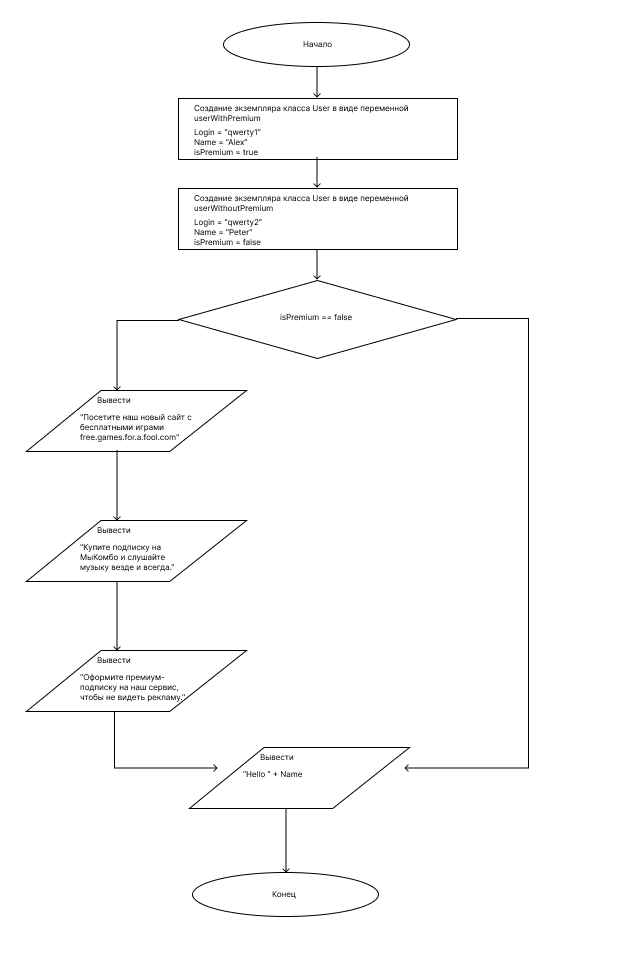 Начало
Создание экземпляра класса User в виде переменной
userWithPremium
Login = "qwerty1"
Name = "Alex"
isPremium = true
Создание экземпляра класса User в виде переменной
userWithoutPremium
Login = "qwerty2"
Name = "Peter"
isPremium = false
isPremium == false
Вывести
"Посетите наш новый сайт с
бесплатными играми
free.games.for.a.fool.com"
Вывести
"Купите подписку на
МыКомбо и слушайте
музыку везде и всегда."
Вывести
"Оформите премиум-
подписку на наш сервис,
чтобы не видеть рекламу."
Вывести
"Hello " + Name
Конец